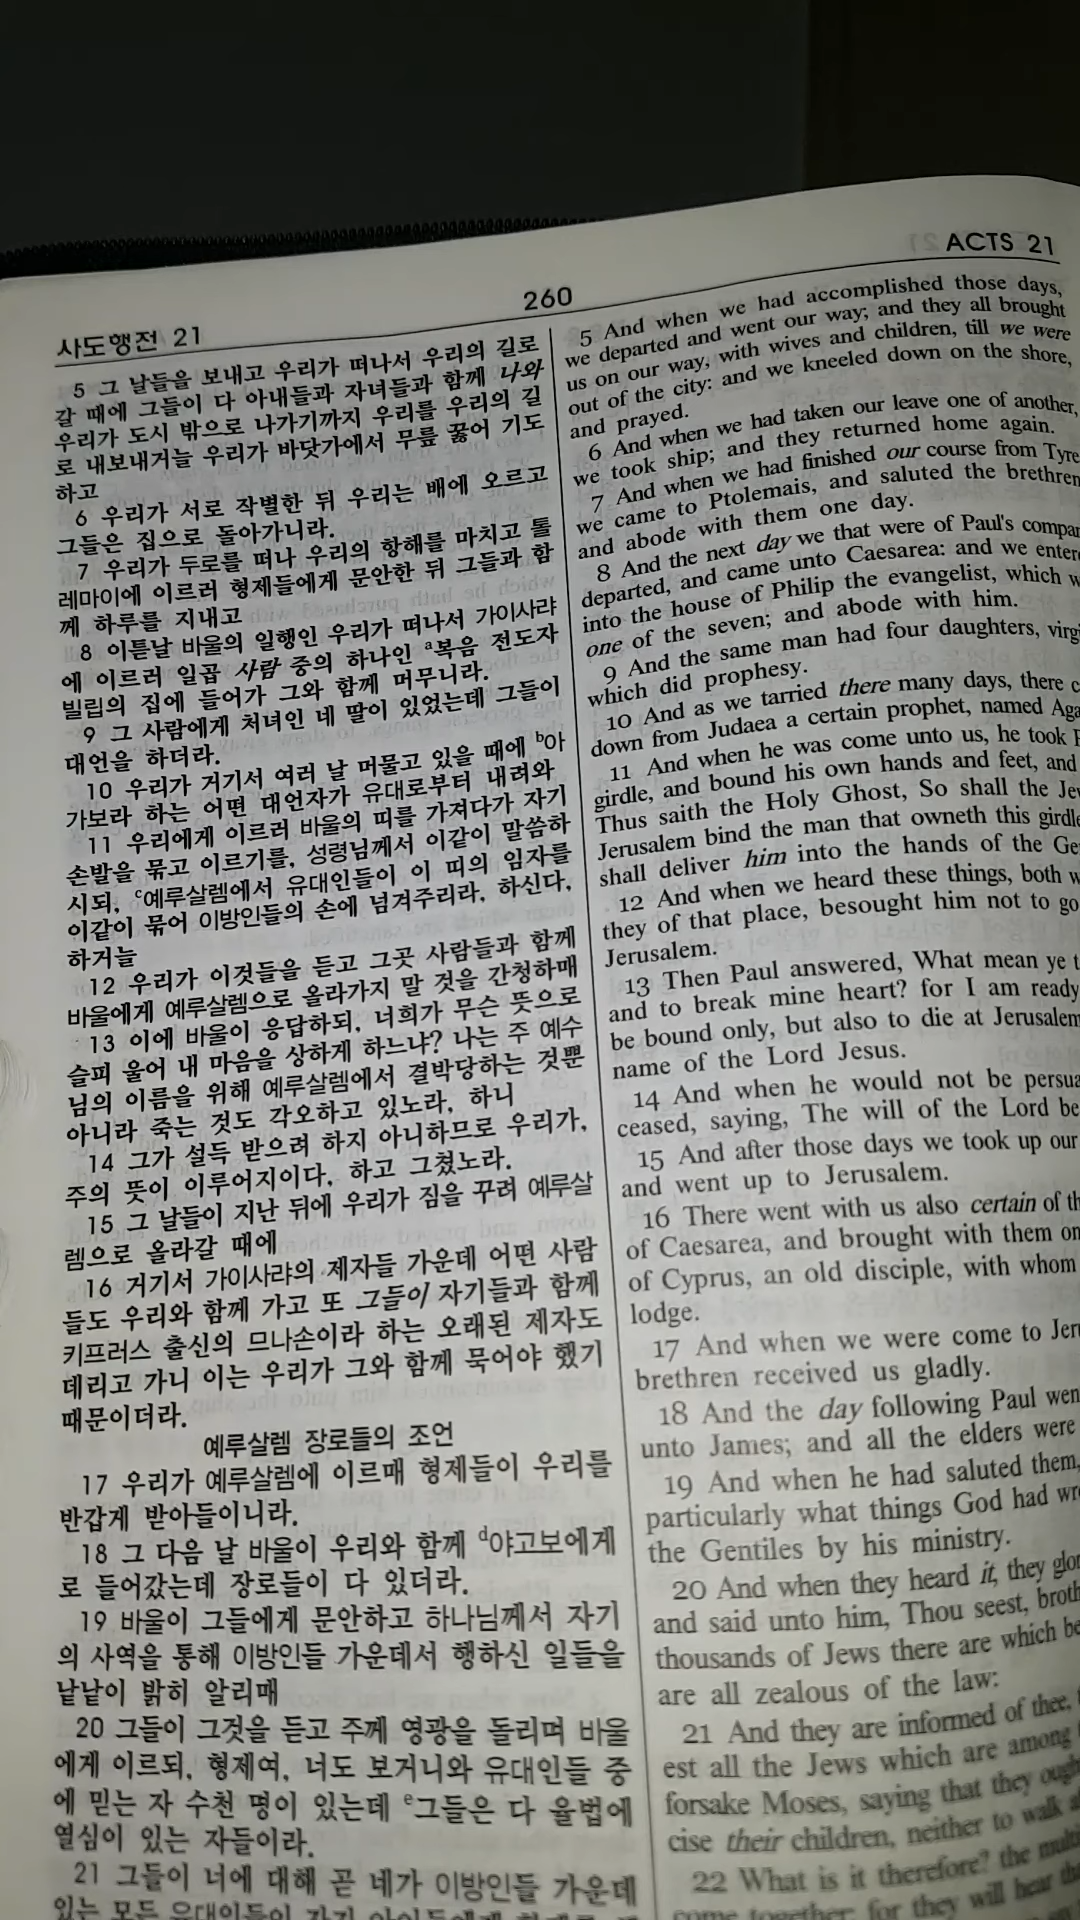 사도행전 21
260
ACTS 21
5 그 날들을 보내고 우리가 떠나서 우리의 길로
갈 때에 그들이 다 아내들과 자녀들과 함께 나와
우리가 도시 밖으로 나가기까지 우리를 우리의 길
로 내보내거늘 우리가 바닷가에서 무릎 꿇어 기도
하고
6 우리가 서로 작별한 뒤 우리는 배에 오르고
그들은 집으로 돌아가니라.
7 우리가 두로를 떠나 우리의 항해를 마치고 톨
레마이에 이르러 형제들에게 문안한 뒤 그들과 함
께 하루를 지내고
8 이튿날 바울의 일행인 우리가 떠나서 가이사랴
에 이르러 일곱 사람 중의 하나인 a복음 전도자
빌립의 집에 들어가 그와 함께 머무니라.
9 그 사람에게 처녀인 네 딸이 있었는데 그들이
대언을 하더라.
10 우리가 거기서 여러 날 머물고 있을 때에 b아
가보라 하는 어떤 대언자가 유대로부터 내려와
11 우리에게 이르러 바울의 띠를 가져다가 자기
손발을 묶고 이르기를, 성령님께서 이같이 말씀하
시되, c예루살렘에서 유대인들이 이 띠의 임자를
이같이 묶어 이방인들의 손에 넘겨주리라, 하신다,
하거늘
12 우리가 이것들을 듣고 그곳 사람들과 함께
바울에게 예루살렘으로 올라가지 말 것을 간청하매
13 이에 바울이 응답하되, 너희가 무슨 뜻으로
슬피 울어 내 마음을 상하게 하느냐? 나는 주 예수
님의 이름을 위해 예루살렘에서 결박당하는 것뿐
아니라 죽는 것도 각오하고 있노라, 하니
14 그가 설득 받으려 하지 아니하므로 우리가,
주의 뜻이 이루어지이다, 하고 그쳤노라.
15 그 날들이 지난 뒤에 우리가 짐을 꾸려 예루살
렘으로 올라갈 때에
16 거기서 가이사랴의 제자들 가운데 어떤 사람
들도 우리와 함께 가고 또 그들이 자기들과 함께
키프러스 출신의 므나손이라 하는 오래된 제자도
데리고 가니 이는 우리가 그와 함께 묵어야 했기
때문이더라.
예루살렘 장로들의 조언
17 우리가 예루살렘에 이르매 형제들이 우리를
반갑게 받아들이니라.
18 그 다음 날 바울이 우리와 함께 d야고보에게
로 들어갔는데 장로들이 다 있더라.
19 바울이 그들에게 문안하고 하나님께서 자기
의 사역을 통해 이방인들 가운데서 행하신 일들을
낱낱이 밝히 알리매
20 그들이 그것을 듣고 주께 영광을 돌리며 바울
에게 이르되, 형제여, 너도 보거니와 유대인들 중
에 믿는 자 수천 명이 있는데 e그들은 다 율법에
열심이 있는 자들이라.
21 그들이 너에 대해 곧 네가 이방인들 가운데
있는 모든 유대인들이 자기
5 And when we had accomplished those days,
we departed and went our way; and they all brought
us on our way, with wives and children, till we were
out of the city: and we kneeled down on the shore,
and prayed.
6 And when we had taken our leave one of another,
we took ship; and they returned home again.
7 And when we had finished our course from Tyre
we came to Ptolemais, and saluted the brethren
and abode with them one day.
8 And the next day we that were of Paul's
departed, and came unto Caesarea: and we
into the house of Philip the evangelist, which
one of the seven; and abode with him.
9 And the same man had four daughters,
which did prophesy.
10 And as we tarried there many days, there
down from Judaea a certain prophet, named
11 And when he was come unto us, he took
girdle, and bound his own hands and feet, and
Thus saith the Holy Ghost, So shall the
Jerusalem bind the man that owneth this
shall deliver him into the hands of the
12 And when we heard these things, both
they of that place, besought him not to go
Jerusalem.
13 Then Paul answered, What mean ye
and to break mine heart? for I am ready
be bound only, but also to die at Jerusalem
name of the Lord Jesus.
14 And when he would not be
ceased, saying, The will of the Lord be
15 And after those days we took up our
and went up to Jerusalem.
16 There went with us also certain of
of Caesarea, and brought with them
of Cyprus, an old disciple, with whom
lodge.
17 And when we were come to
brethren received us gladly.
18 And the day following Paul
unto James; and all the elders were
19 And when he had saluted them,
particularly what things God had
the Gentiles by his ministry.
20 And when they heard it, they
and said unto him, Thou seest,
thousands of Jews there are which
are all zealous of the law:
21 And they are informed of thee,
est all the Jews which are among
forsake Moses, saying that they
cise their children, neither to walk
22 What is it therefore? the
come together: for they will hear